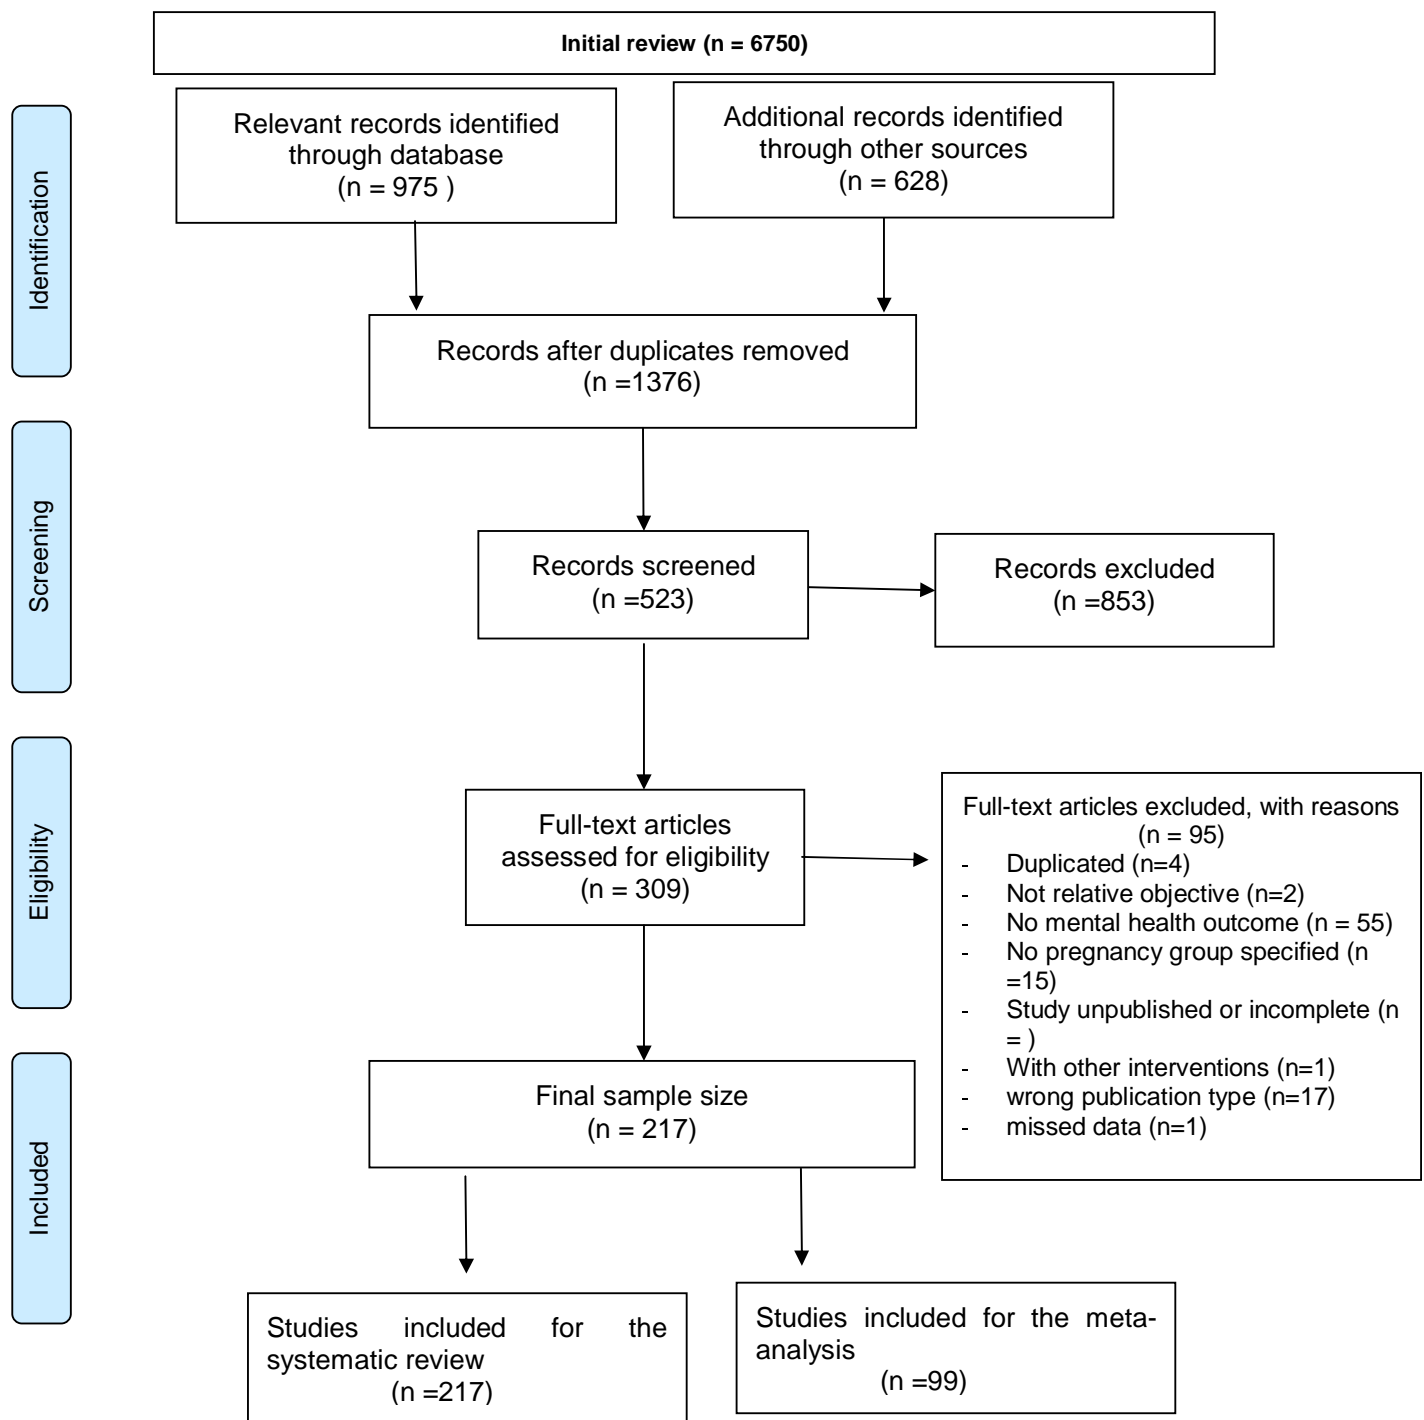 Initial review (n = 6750)
Relevant records identified
through database
(n = 975 )
Additional records identified
through other sources
(n = 628)
Identification
Records after duplicates removed
(n =1376)
Screening
Records screened
(n =523)
Records excluded
(n =853)
Eligibility
Full-text articles
assessed for eligibility
(n = 309)
Full-text articles excluded, with reasons
(n = 95)
- Duplicated (n=4)
- Not relative objective (n=2)
- No mental health outcome (n = 55)
- No pregnancy group specified (n
=15)
- Study unpublished or incomplete (n
= )
- With other interventions (n=1)
- wrong publication type (n=17)
- missed data (n=1)
Included
Final sample size
(n = 217)
Studies included for the
systematic review
(n =217)
Studies included for the meta-
analysis
(n =99)